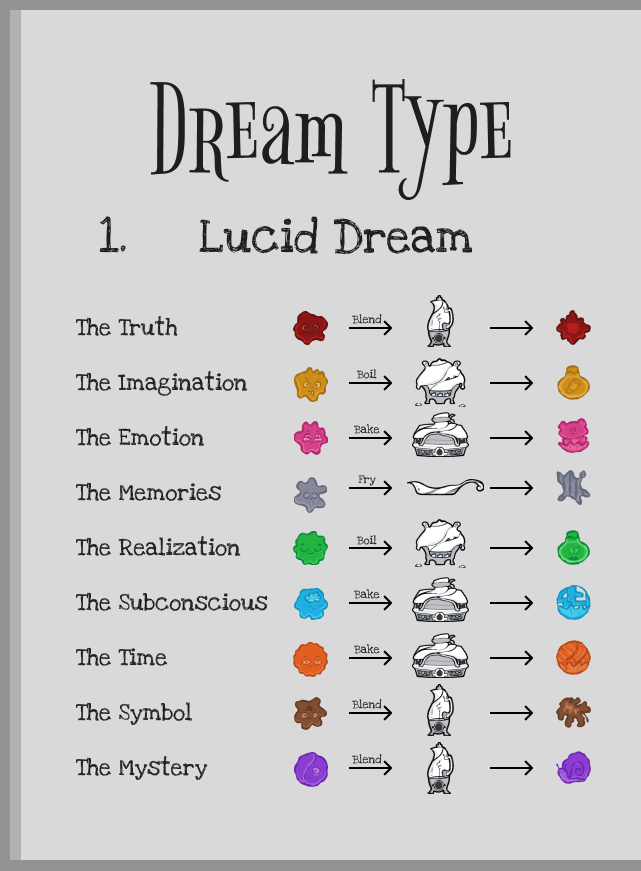 Dream Type
1. Lucid Dream
The Truth Blend
The Imagination Boil
The Emotion Bake
The Memories Fry
The Realization Boil
The Subconscious Bake
The Time Bake
The Symbol Blend
The Mystery Blend